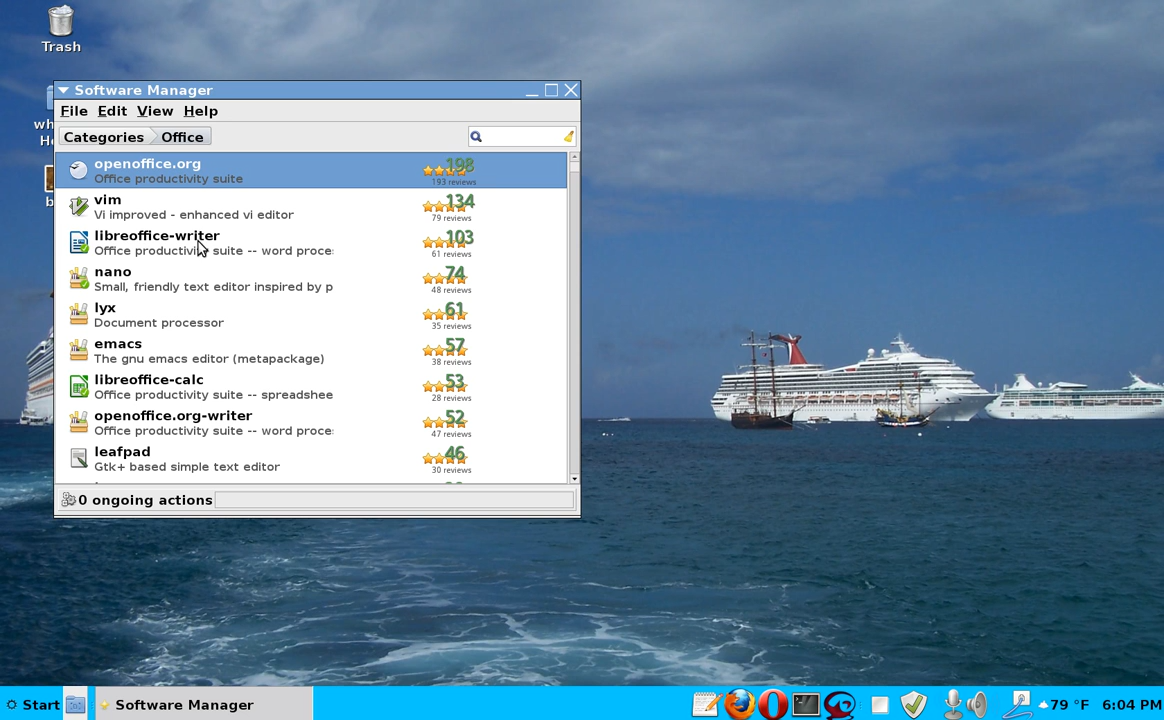 Trash
wh
He
b
Software Manager
File Edit View Help
Categories Office
openoffice.org
Office productivity suite
198
193 reviews
vim
Vi improved - enhanced vi editor
134
79 reviews
libreoffice-writer
Office productivity suite -- word proce
103
61 reviews
nano
Small, friendly text editor inspired by p
74
48 reviews
lyx
Document processor
61
35 reviews
emacs
The gnu emacs editor (metapackage)
57
38 reviews
libreoffice-calc
Office productivity suite -- spreadshee
53
28 reviews
openoffice.org-writer
Office productivity suite -- word proce
52
47 reviews
leafpad
Gtk+ based simple text editor
46
30 reviews
0 ongoing actions
Start Software Manager 79 °F 6:04 PM